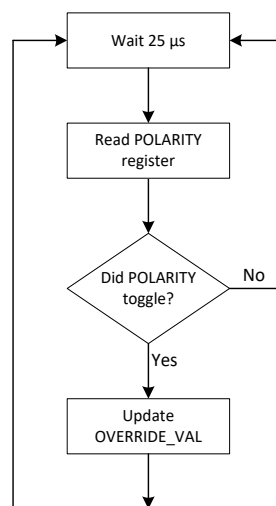 Wait 25 µs
Read POLARITY
register
Did POLARITY
toggle?
No
Yes
Update
OVERRIDE_VAL